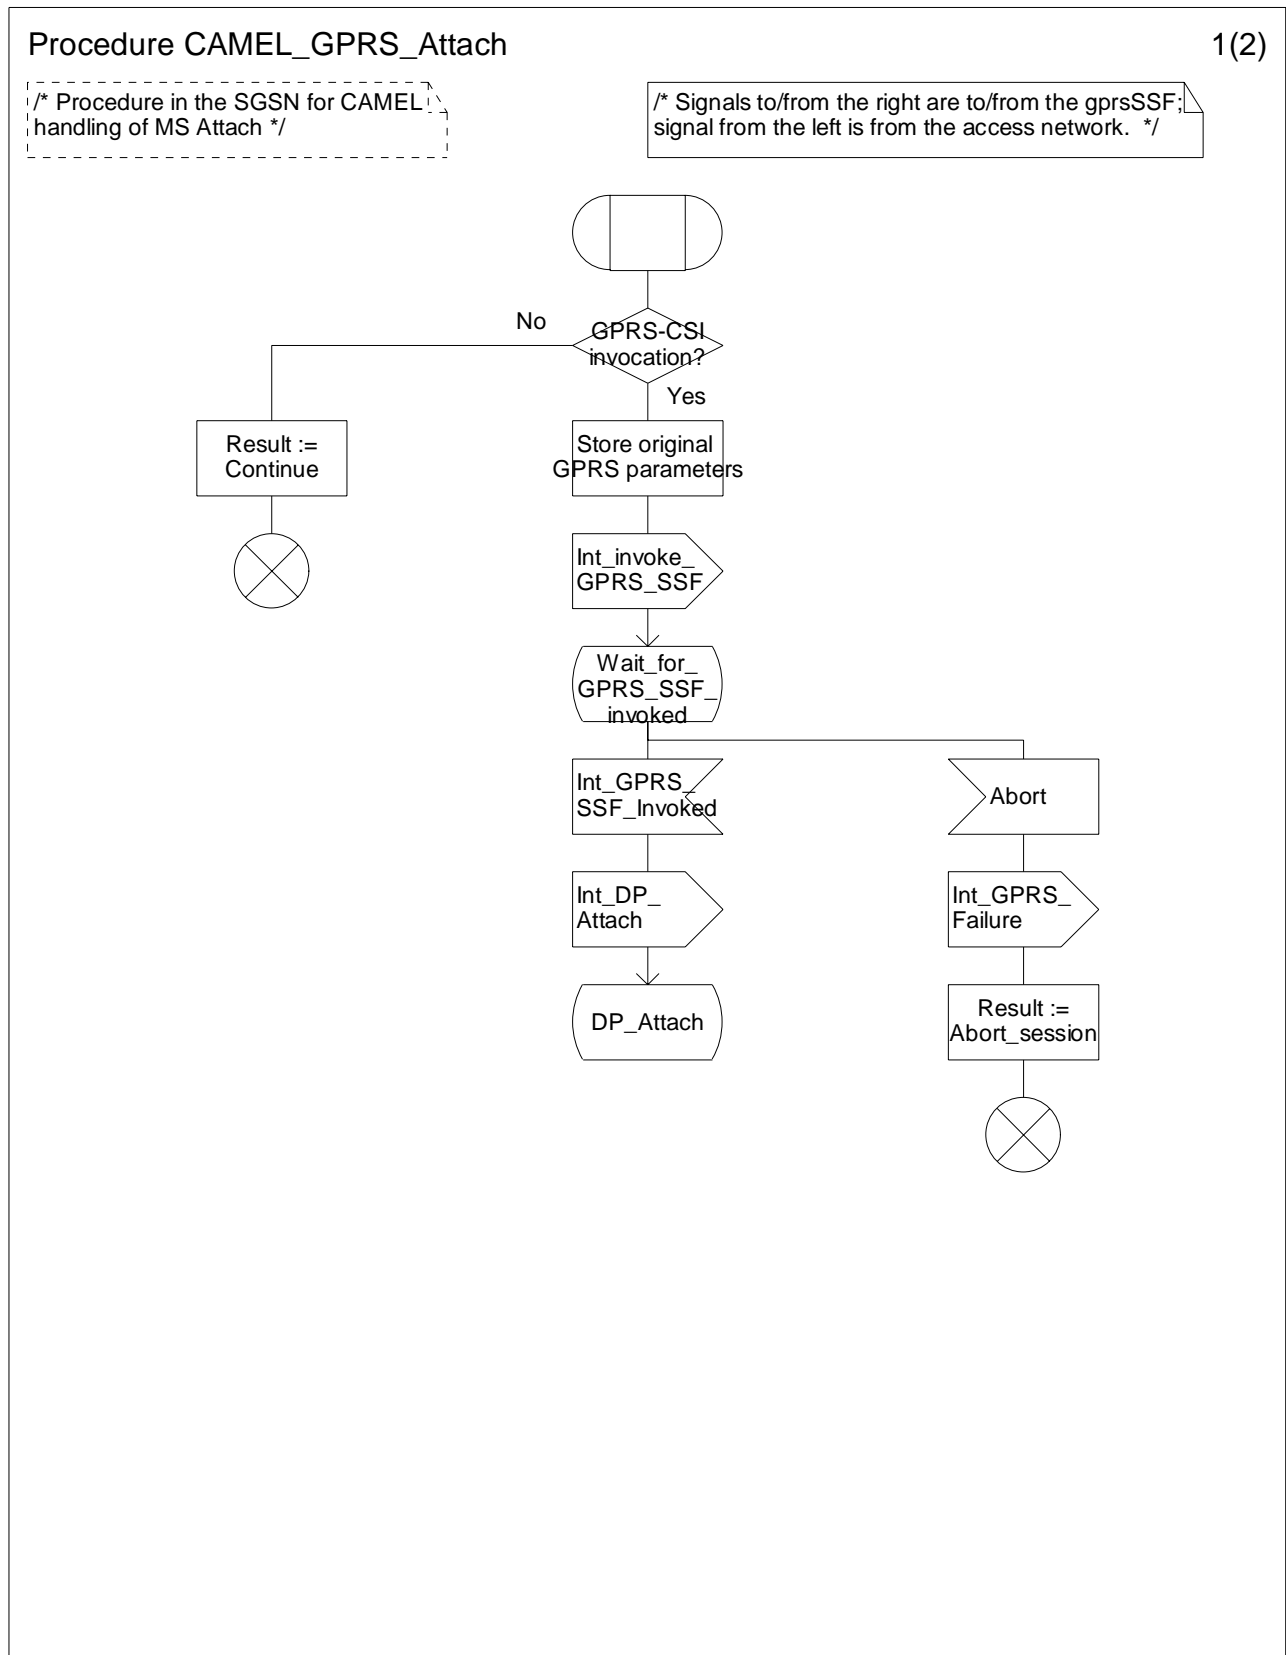 Procedure CAMEL_GPRS_Attach
1(2)
/* Procedure in the SGSN for CAMEL
handling of MS Attach */
/* Signals to/from the right are to/from the gprsSSF;
signal from the left is from the access network.  */
GPRS-CSI
invocation?
No
Yes
Result :=
Continue
Store original
GPRS parameters
Int_invoke_
GPRS_SSF
Wait_for_
GPRS_SSF_
invoked
Int_GPRS_
SSF_Invoked
Abort
Int_DP_
Attach
Int_GPRS_
Failure
DP_Attach
Result :=
Abort_session